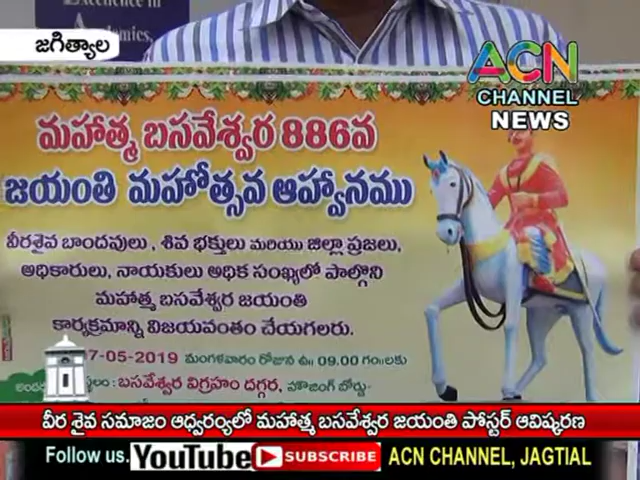 Excellence in
జగిత్యాల
ACN
CHANNEL
NEWS
మహాత్మ బసవేశ్వర 886వ
జయంతి మహోత్సవ ఆహ్వానము
వీరశైవ బాందవులు, శివ భక్తులు మరియు జిల్లా ప్రజలు,
అధికారులు, నాయకులు అధిక సంఖ్యలో పాల్గొని
మహాత్మ బసవేశ్వర జయంతి
కార్యక్రమాన్ని విజయవంతం చేయగలరు.
7-05-2019 మంగళవారం రోజున ఉ॥ 09.00 గం॥లకు
బసవేశ్వర విగ్రహం దగ్గర, హౌజింగ్ బోర్డు
వీర శైవ సమాజం ఆధ్వర్యంలో మహాత్మ బసవేశ్వర జయంతి పోస్టర్ ఆవిష్కరణ
Follow us. YouTube SUBSCRIBE ACN CHANNEL, JAGTIAL